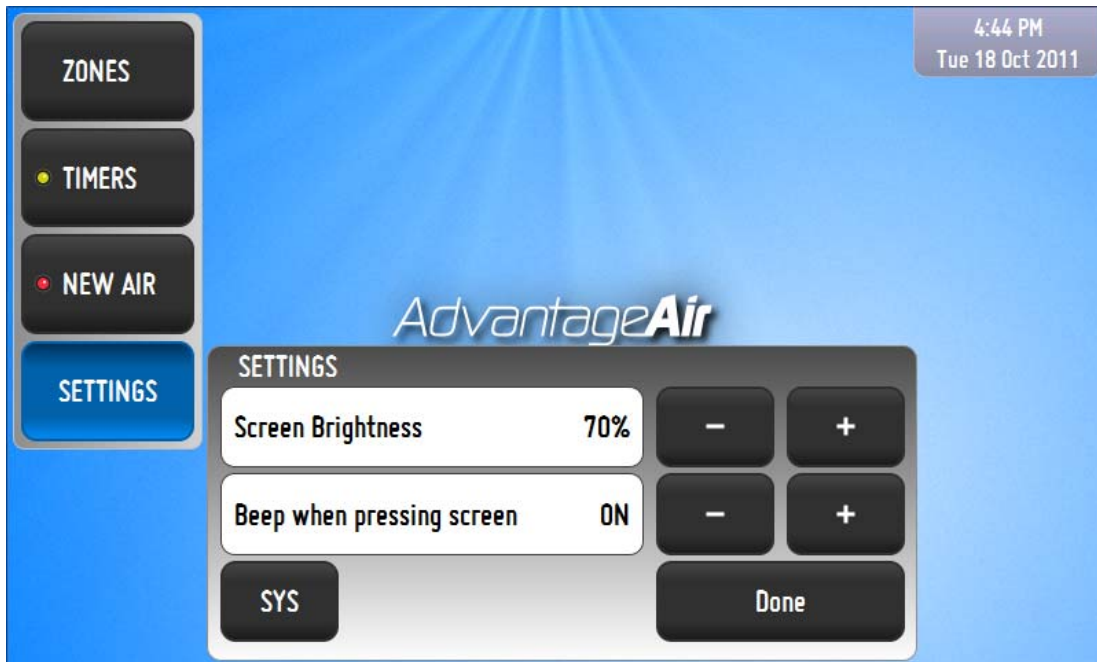 4:44 PM
Tue 18 Oct 2011
ZONES
TIMERS
NEW AIR
SETTINGS
AdvantageAir
SETTINGS
Screen Brightness 70% - +
Beep when pressing screen ON - +
SYS Done